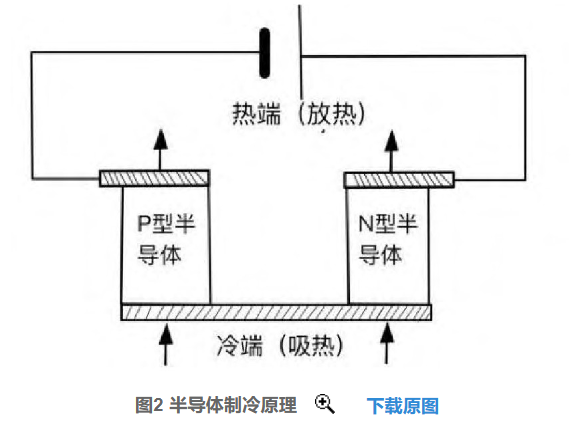 热端（放热）
P型半
导体
N型半
导体
冷端（吸热）
图2 半导体制冷原理
下载原图